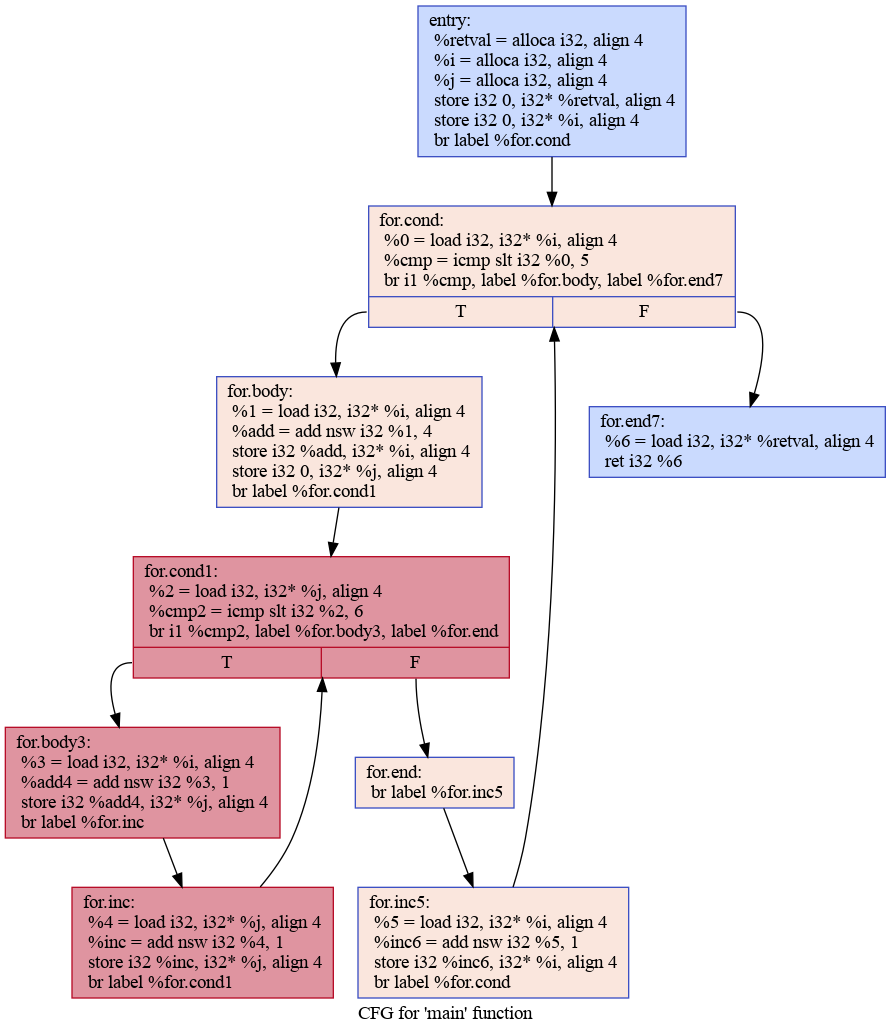 entry:
%retval = alloca i32, align 4
%i = alloca i32, align 4
%j = alloca i32, align 4
store i32 0, i32* %retval, align 4
store i32 0, i32* %i, align 4
br label %for.cond
for.cond:
%0 = load i32, i32* %i, align 4
%cmp = icmp slt i32 %0, 5
br i1 %cmp, label %for.body, label %for.end7
T F
for.body:
%1 = load i32, i32* %i, align 4
%add = add nsw i32 %1, 4
store i32 %add, i32* %i, align 4
store i32 0, i32* %j, align 4
br label %for.cond1
for.end7:
%6 = load i32, i32* %retval, align 4
ret i32 %6
for.cond1:
%2 = load i32, i32* %j, align 4
%cmp2 = icmp slt i32 %2, 6
br i1 %cmp2, label %for.body3, label %for.end
T F
for.body3:
%3 = load i32, i32* %i, align 4
%add4 = add nsw i32 %3, 1
store i32 %add4, i32* %j, align 4
br label %for.inc
for.end:
br label %for.inc5
for.inc:
%4 = load i32, i32* %j, align 4
%inc = add nsw i32 %4, 1
store i32 %inc, i32* %j, align 4
br label %for.cond1
for.inc5:
%5 = load i32, i32* %i, align 4
%inc6 = add nsw i32 %5, 1
store i32 %inc6, i32* %i, align 4
br label %for.cond
CFG for 'main' function